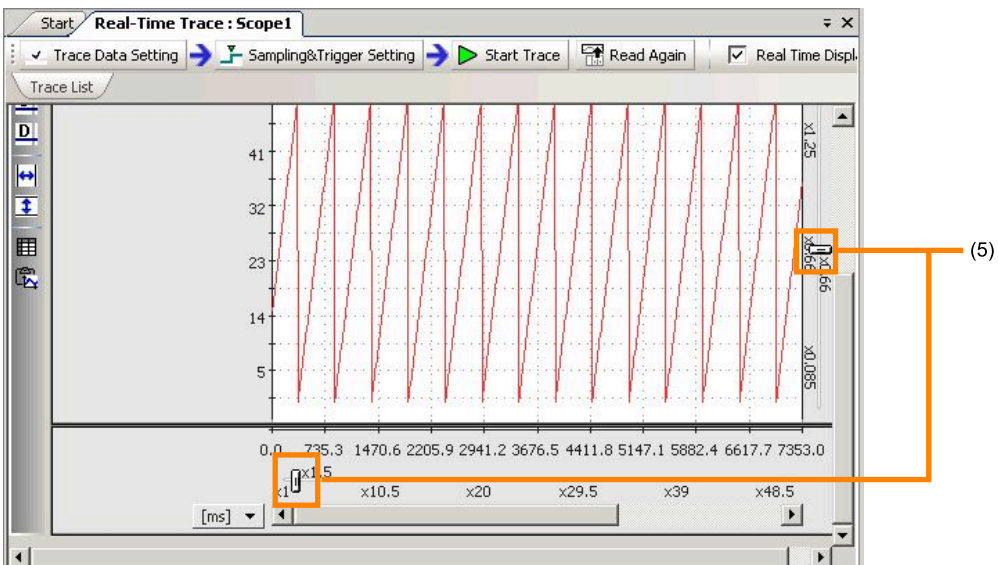 Start Real-Time Trace : Scope1
Trace Data Setting Sampling&Trigger Setting Start Trace Read Again Real Time Displ
Trace List
D
41
32
23
14
5
x1.25
x1.66
x0.085
(5)
0.0 735.3 1470.6 2205.9 2941.2 3676.5 4411.8 5147.1 5882.4 6617.7 7353.0
x1.5
x1 x10.5 x20 x29.5 x39 x48.5
[ms]